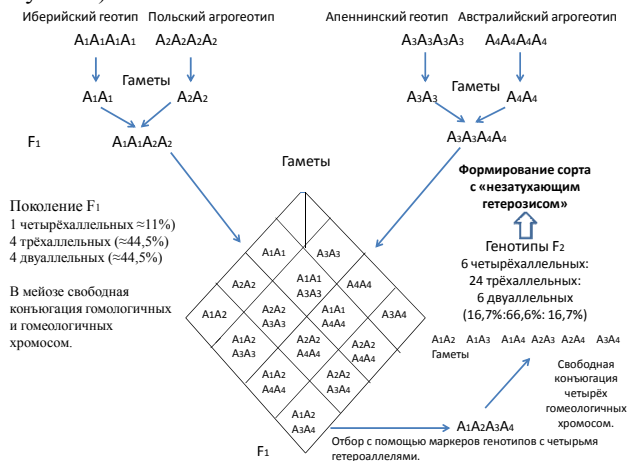 Иберийский геотип Польский агрогеотип
A1A1A1A1 A2A2A2A2
Гаметы
A1A1 A2A2
F1 A1A1A2A2
Апеннинский геотип Австралийский агрогеотип
A3A3A3A3 A4A4A4A4
Гаметы
A3A3 A4A4
A3A3A4A4
Гаметы
Поколение F1
1 четырёхаллельных ≈11%)
4 трёхаллельных (≈44,5%)
4 двуаллельных (≈44,5%)
В мейозе свободная
конъюгация гомологичных
и гомеологичных
хромосом.
A1A1 A3A3
A2A2 A1A1 A3A3 A4A4
A1A2 A2A2 A3A3 A1A1 A4A4 A3A4
A1A2 A3A3 A2A2 A4A4 A2A2 A4A4
A1A2 A4A4 A2A2 A3A4
A1A2 A3A4
F1
Формирование сорта
с «незатухающим
гетерозисом»
Генотипы F2
6 четырёхаллельных:
24 трёхаллельных:
6 двуаллельных
(16,7%:66,6%: 16,7%)
A1A2 A1A3 A1A4 A2A3 A2A4 A3A4
Гаметы
Свободная
конъюгация
четырёх
гомеологичных
хромосом.
A1A2A3A4
Отбор с помощью маркеров генотипов с четырьмя
гетероаллелями.